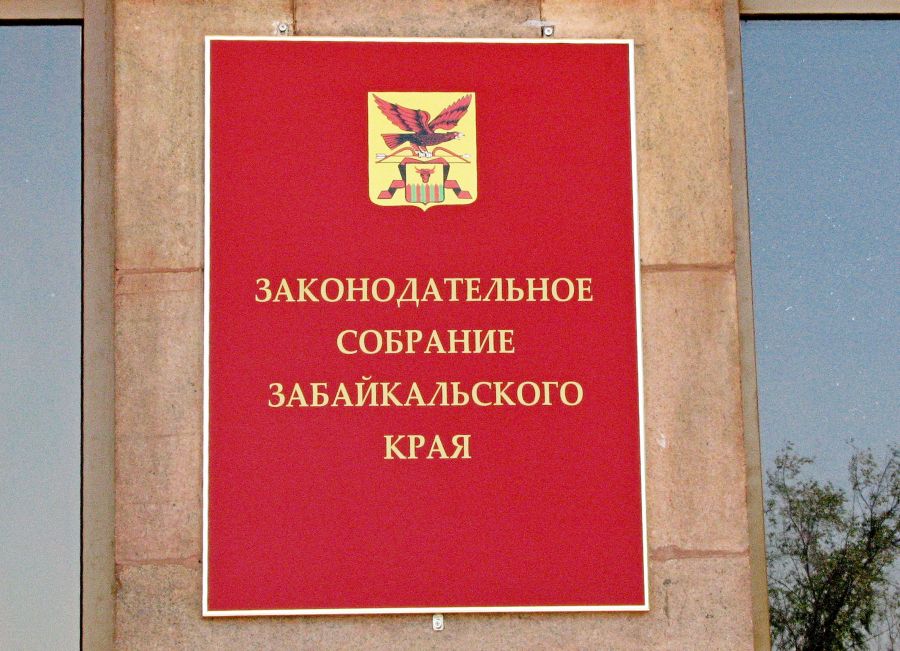 ЗАКОНОДАТЕЛЬНОЕ
СОБРАНИЕ
ЗАБАЙКАЛЬСКОГО
КРАЯ